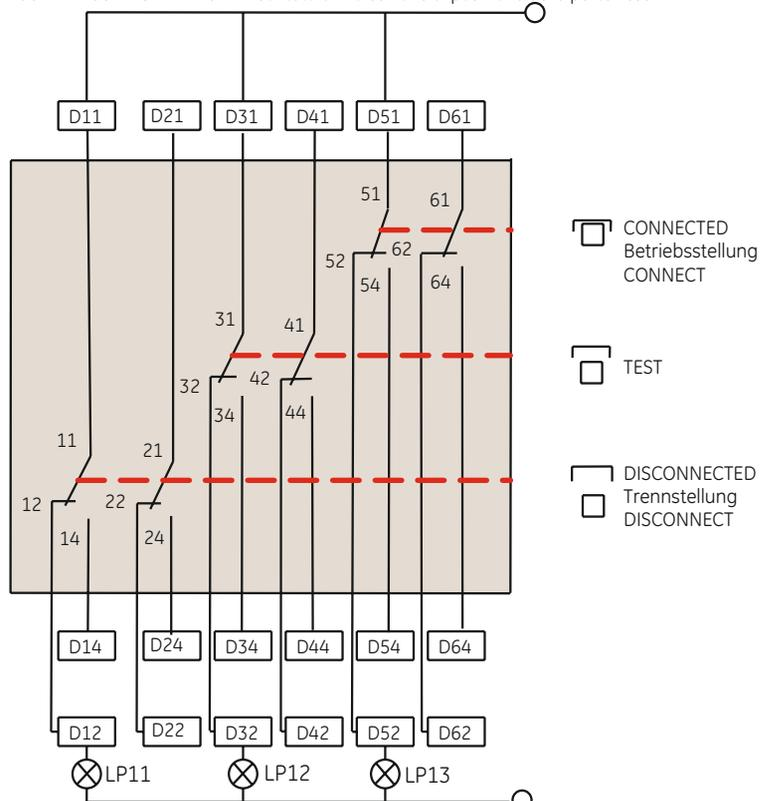 D11 D21 D31 D41 D51 D61
51 61
CONNECTED
Betriebsstellung
CONNECT
52 62
54 64
31 41
TEST
32 42
34 44
11 21
DISCONNECTED
Trennstellung
DISCONNECT
12 22
14 24
D14 D24 D34 D44 D54 D64
D12 D22 D32 D42 D52 D62
LP11 LP12 LP13